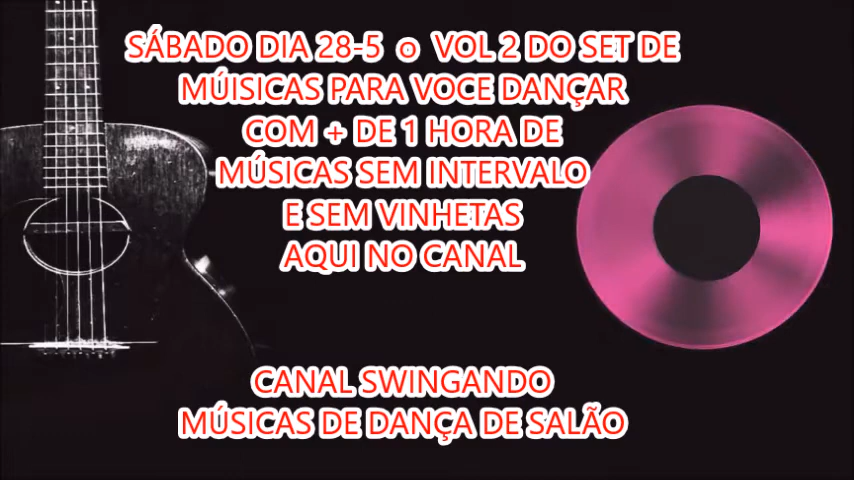 SÁBADO DIA 28-5 o VOL 2 DO SET DE
MÚISICAS PARA VOCE DANÇAR
COM + DE 1 HORA DE
MÚSICAS SEM INTERVALO
E SEM VINHETAS
AQUI NO CANAL
CANAL SWINGANDO
MÚSICAS DE DANÇA DE SALÃO